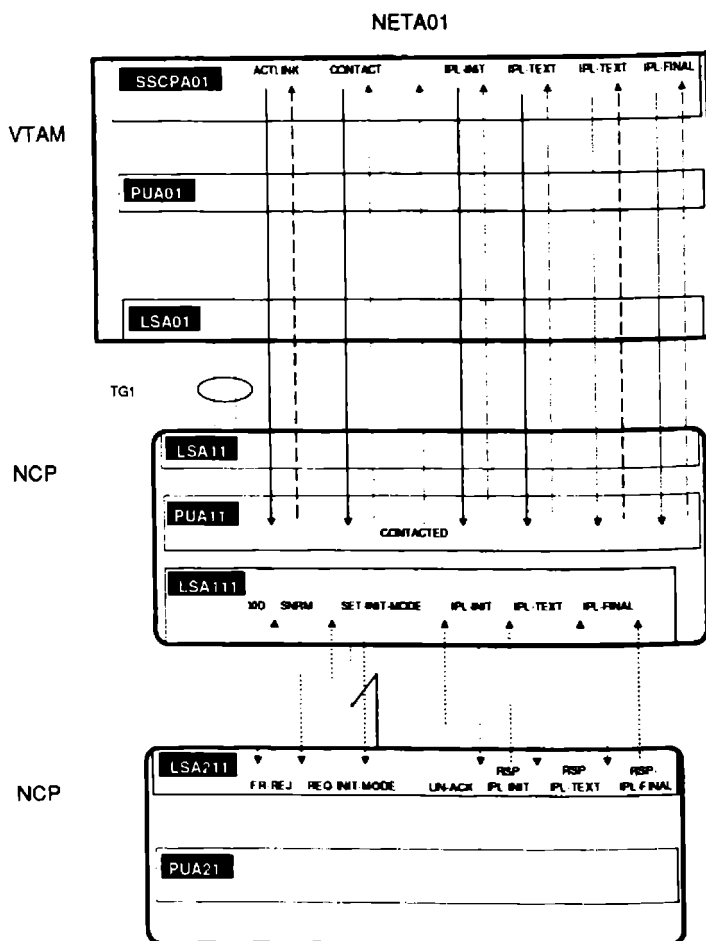 NETA01
ACTLINK CONTACT IPL-INIT IPL-TEXT IPL-TEXT IPL-FINAL
SSCPA01
VTAM
PUA01
LSA01
TG1
LSA11
NCP
PUA11
CONTACTED
LSA111
XID SNRM SET-INIT-MODE IPL-INIT IPL-TEXT IPL-FINAL
LSA211
RSP RSP RSP-
FR-REJ REQ-INIT-MODE UN-ACK IPL-INIT IPL-TEXT IPL-FINAL
NCP
PUA21